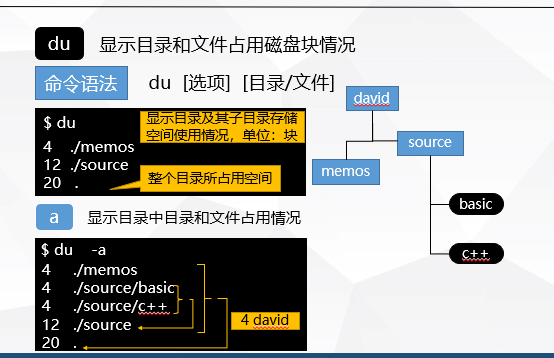 du 显示目录和文件占用磁盘块情况
命令语法 du [选项] [目录/文件]
$ du
4 ./memos
12 ./source
20 .
显示目录及其子目录存储
空间使用情况，单位：块
整个目录所占用空间
david
source
memos
basic
c++
a 显示目录中目录和文件占用情况
$ du -a
4 ./memos
4 ./source/basic
4 ./source/c++
12 ./source
20 .
4 david